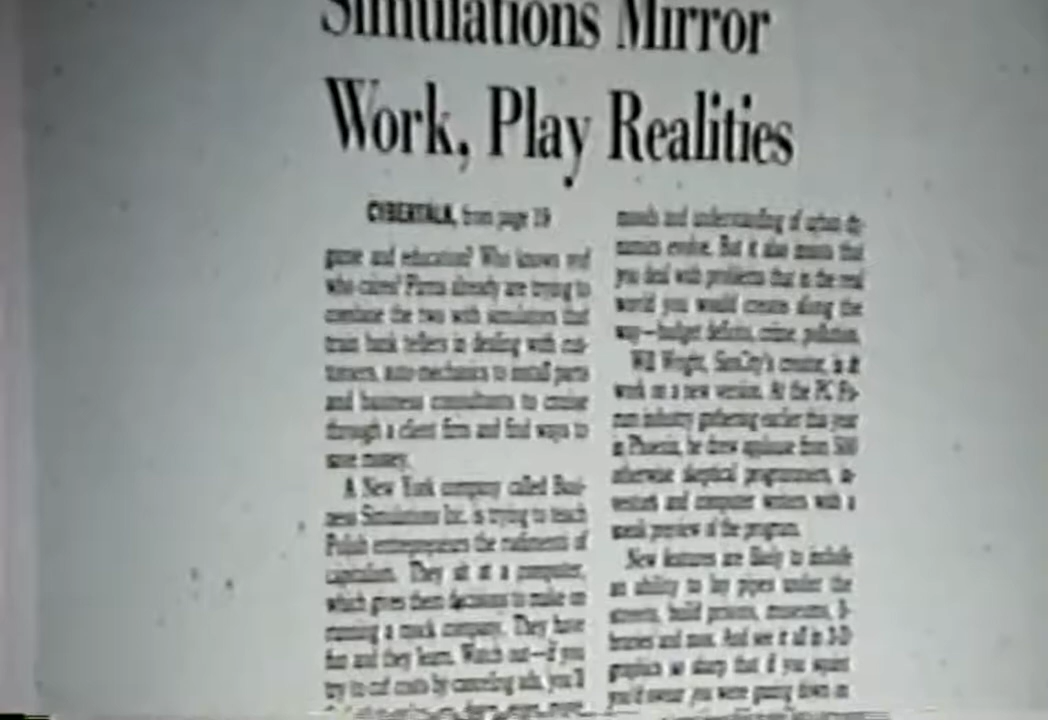 Simulations Mirror
Work, Play Realities
CYBERTALK, from page 19
game and education? Who knows and
who cares? Firms already are trying to
combine the two with simulators that
train bank tellers in dealing with cus-
tomers, auto mechanics to install parts
and business consultants to cruise
through a client firm and find ways to
save money.
A New York company called Busi-
ness Simulations Inc. is trying to teach
Polish entrepreneurs the rudiments of
capitalism. They sit at a computer,
which gives them decisions to make on
running a mock company. They have
fun and they learn. Watch out—if you
try to cut costs by canceling ads, you'll
moods and understanding of urban dy-
namics evolve. But it also means that
you deal with problems that in the real
world you would create along the
way—budget deficits, crime, pollution.
Will Wright, SimCity's creator, is at
work on a new version. At the PC Fo-
rum industry gathering earlier this year
in Phoenix, he drew applause from 500
otherwise skeptical programmers, in-
vestors and computer writers with a
sneak preview of the program.
New features are likely to include
an ability to lay pipes under the
streets, build prisons, museums, li-
braries and zoos. And see it all in 3-D
graphics so sharp that if you squint
you'd swear you were going down in